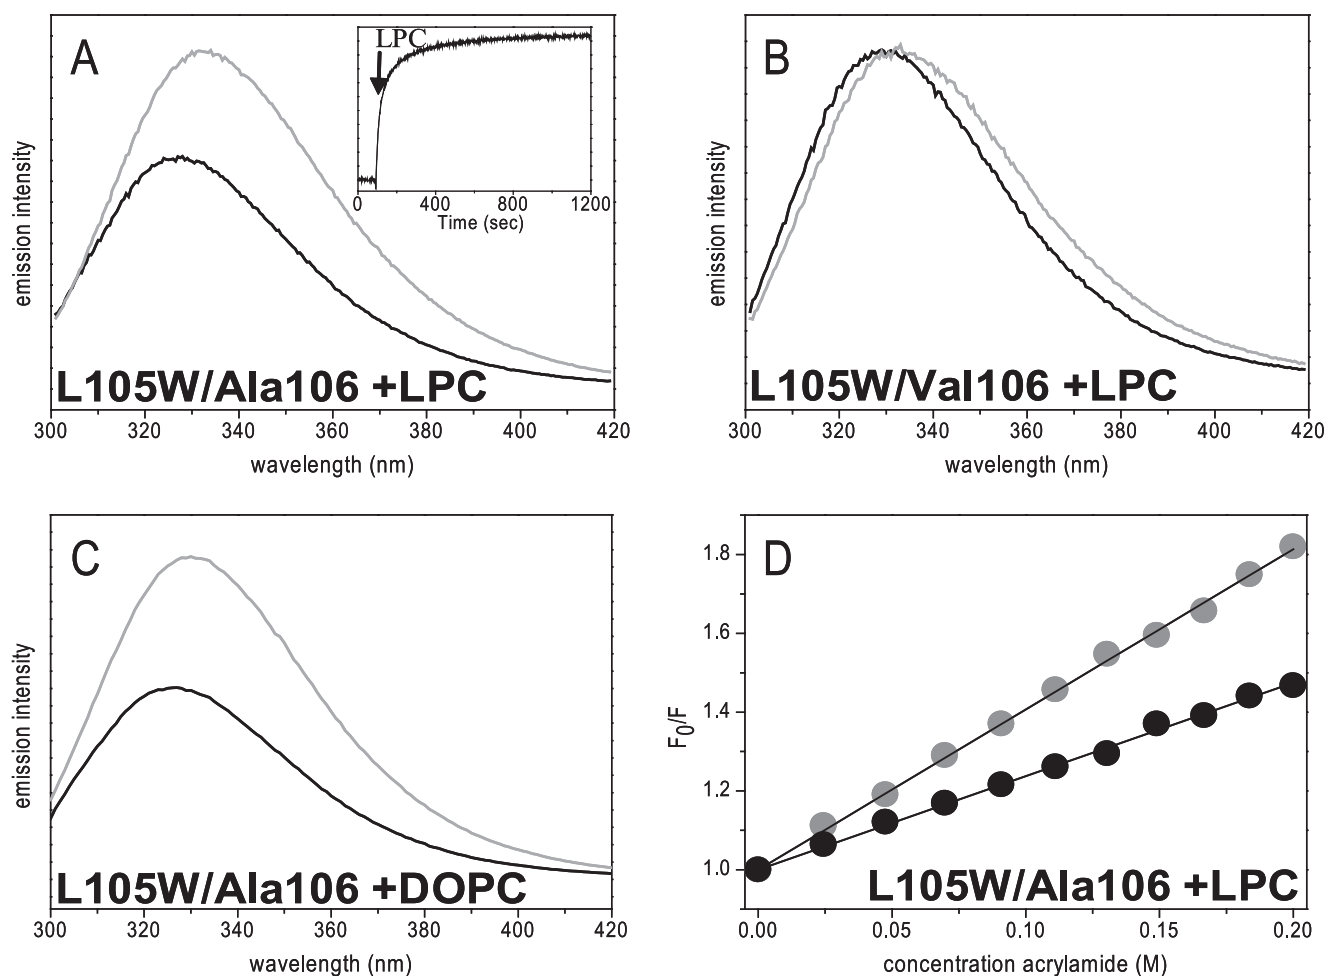 A
LPC
0 400 800 1200
Time (sec)
emission intensity
L105W/Ala106 +LPC
300 320 340 360 380 400 420
wavelength (nm)
B
emission intensity
L105W/Val106 +LPC
300 320 340 360 380 400 420
wavelength (nm)
C
emission intensity
L105W/Ala106 +DOPC
300 320 340 360 380 400 420
wavelength (nm)
D
1.8
1.6
1.4
1.2
1.0
F0/F
L105W/Ala106 +LPC
0.00 0.05 0.10 0.15 0.20
concentration acrylamide (M)